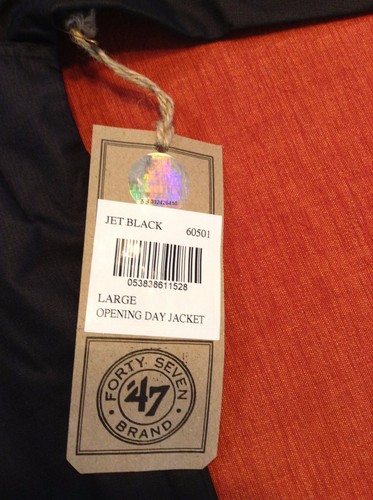 JET BLACK 60501
053838611528
LARGE
OPENING DAY JACKET
FORTY-SEVEN
'47
BRAND